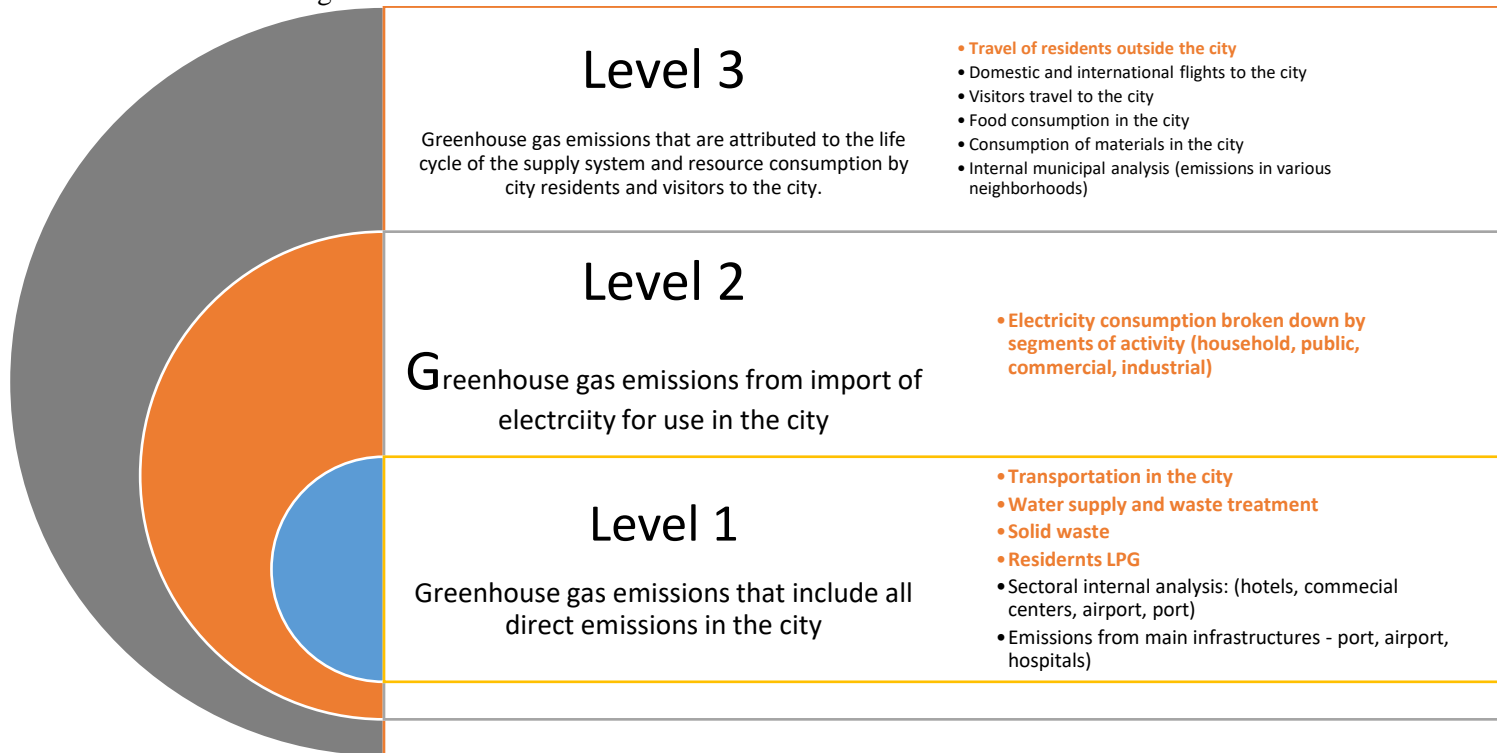 g
Level 3
Greenhouse gas emissions that are attributed to the life
cycle of the supply system and resource consumption by
city residents and visitors to the city.
• Travel of residents outside the city
• Domestic and international flights to the city
• Visitors travel to the city
• Food consumption in the city
• Consumption of materials in the city
• Internal municipal analysis (emissions in various
neighborhoods)
Level 2
Greenhouse gas emissions from import of
electrciity for use in the city
• Electricity consumption broken down by
segments of activity (household, public,
commercial, industrial)
Level 1
Greenhouse gas emissions that include all
direct emissions in the city
• Transportation in the city
• Water supply and waste treatment
• Solid waste
• Residernts LPG
• Sectoral internal analysis: (hotels, commecial
centers, airport, port)
• Emissions from main infrastructures - port, airport,
hospitals)